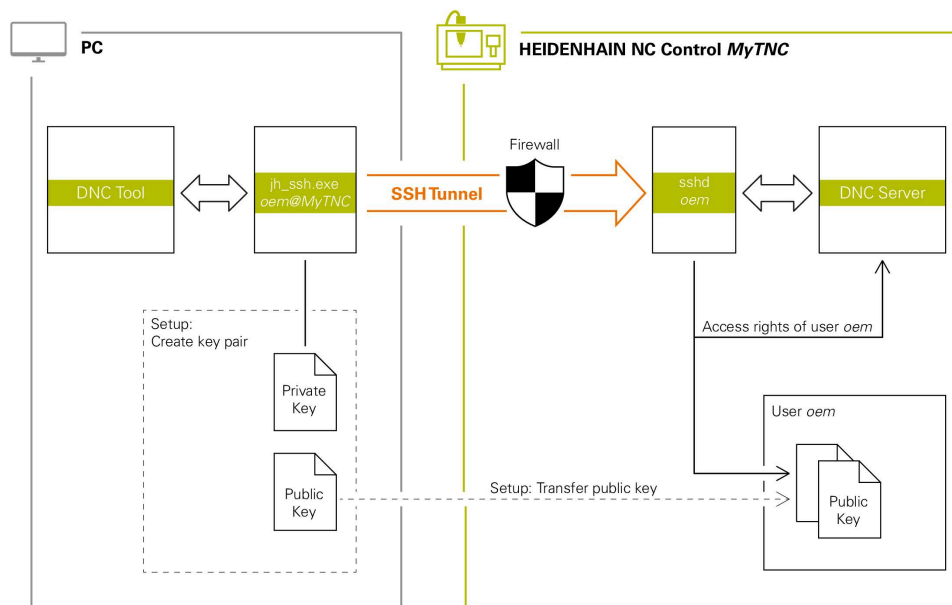 PC
HEIDENHAIN NC Control MyTNC
DNC Tool
jh_ssh.exe
oem@MyTNC
SSH Tunnel
Firewall
sshd
oem
DNC Server
Setup:
Create key pair
Private
Key
Public
Key
Access rights of user oem
Setup: Transfer public key
User oem
Public
Key